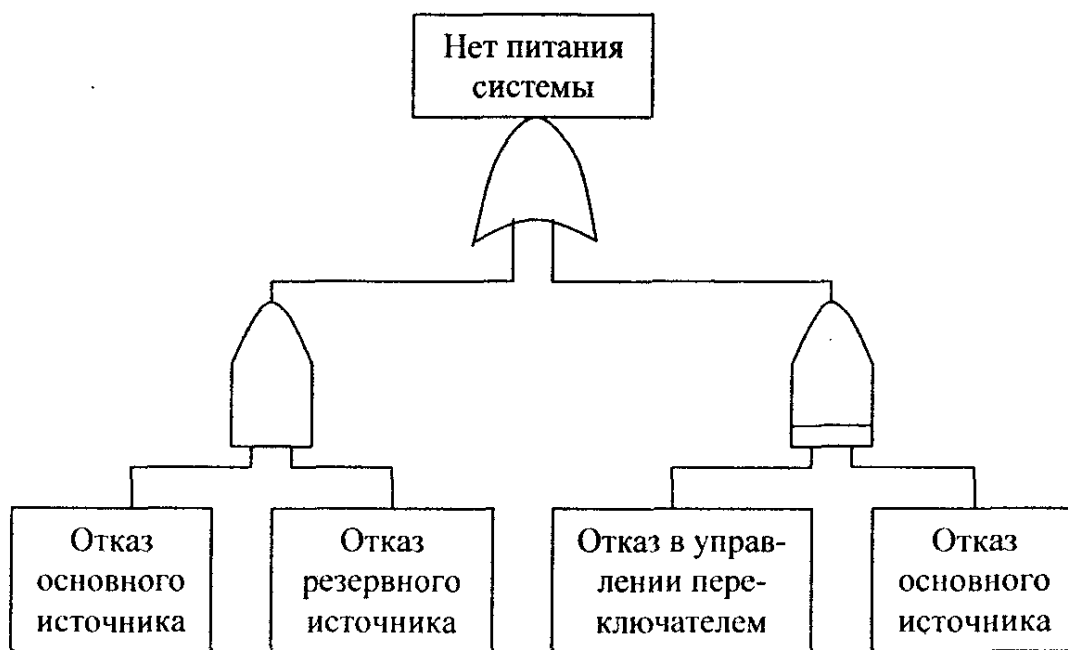 Нет питания
системы
Отказ
основного
источника
Отказ
резервного
источника
Отказ в управ-
лении пере-
ключателем
Отказ
основного
источника